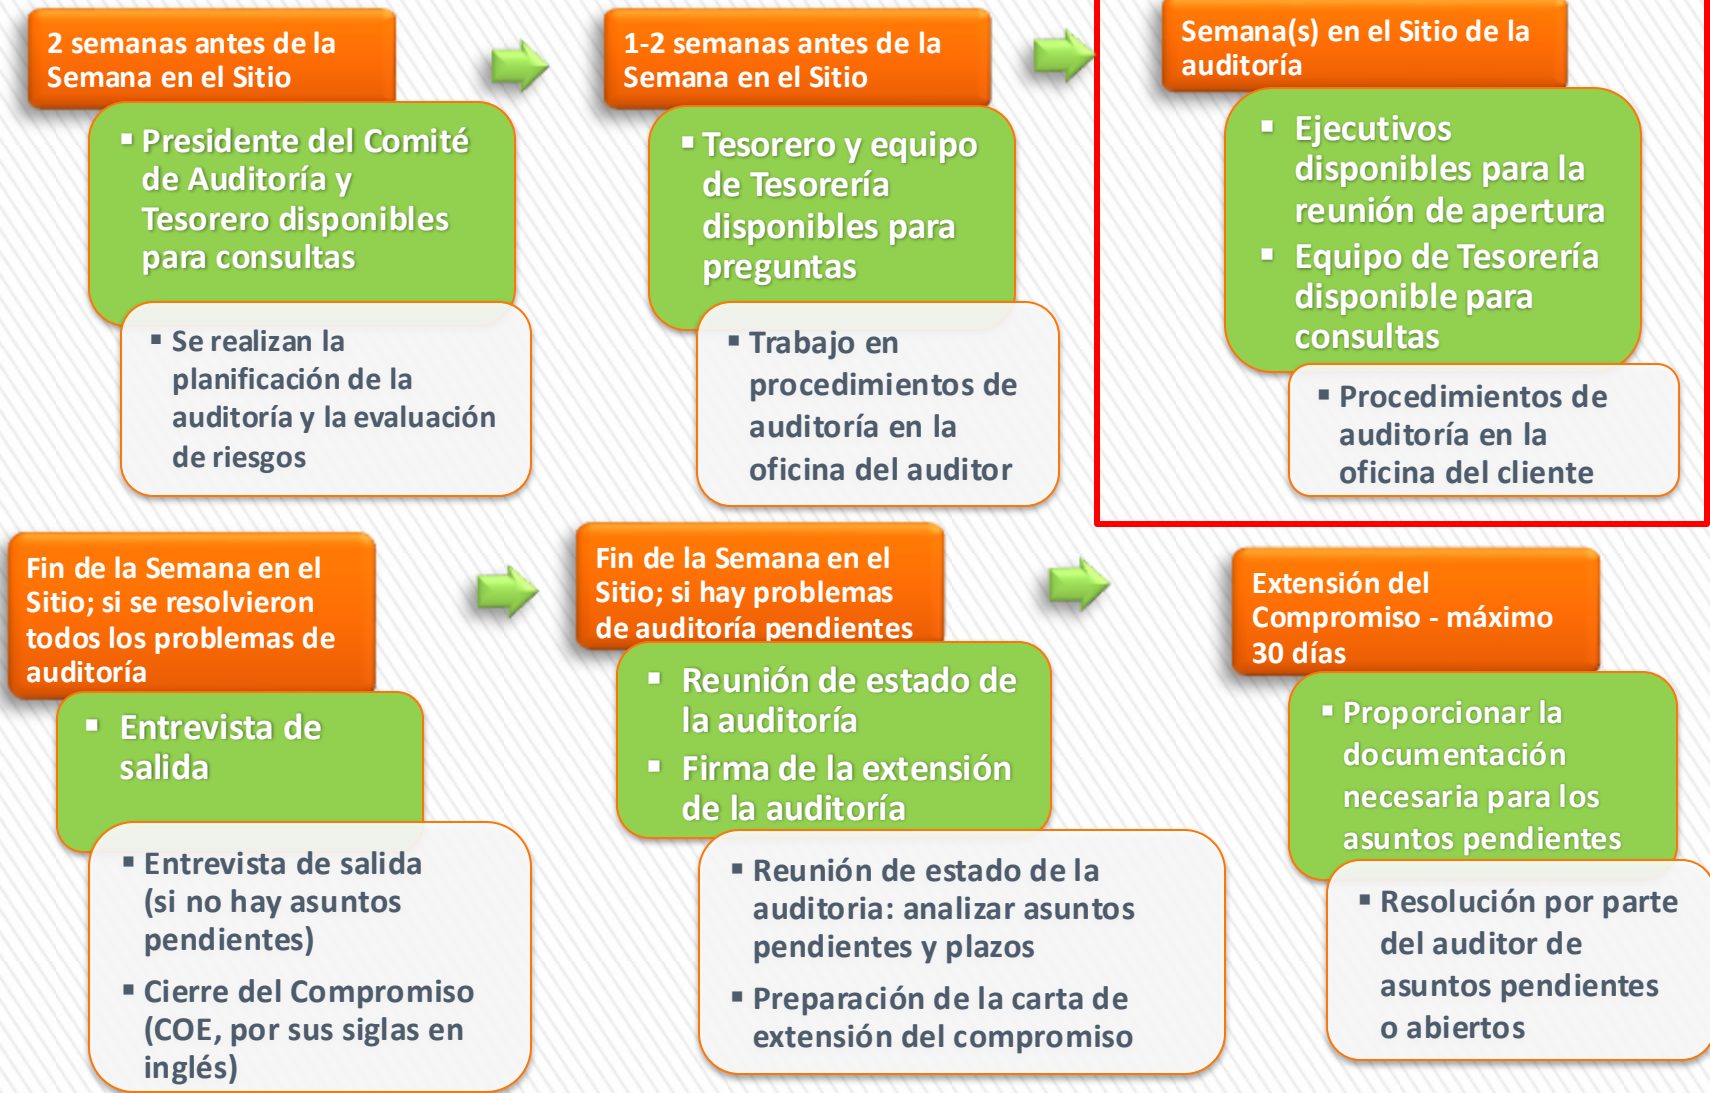 2 semanas antes de la
Semana en el Sitio
▪ Presidente del Comité
de Auditoría y
Tesorero disponibles
para consultas
▪ Se realizan la
planificación de la
auditoría y la evaluación
de riesgos
1-2 semanas antes de la
Semana en el Sitio
▪ Tesorero y equipo
de Tesorería
disponibles para
preguntas
▪ Trabajo en
procedimientos de
auditoría en la
oficina del auditor
Semana(s) en el Sitio de la
auditoría
▪ Ejecutivos
disponibles para la
reunión de apertura
▪ Equipo de Tesorería
disponible para
consultas
▪ Procedimientos de
auditoría en la
oficina del cliente
Fin de la Semana en el
Sitio; si se resolvieron
todos los problemas de
auditoría
▪ Entrevista de
salida
▪ Entrevista de salida
(si no hay asuntos
pendientes)
▪ Cierre del Compromiso
(COE, por sus siglas en
inglés)
Fin de la Semana en el
Sitio; si hay problemas
de auditoría pendientes
▪ Reunión de estado de
la auditoría
▪ Firma de la extensión
de la auditoría
▪ Reunión de estado de la
auditoria: analizar asuntos
pendientes y plazos
▪ Preparación de la carta de
extensión del compromiso
Extensión del
Compromiso - máximo
30 días
▪ Proporcionar la
documentación
necesaria para los
asuntos pendientes
▪ Resolución por parte
del auditor de
asuntos pendientes
o abiertos